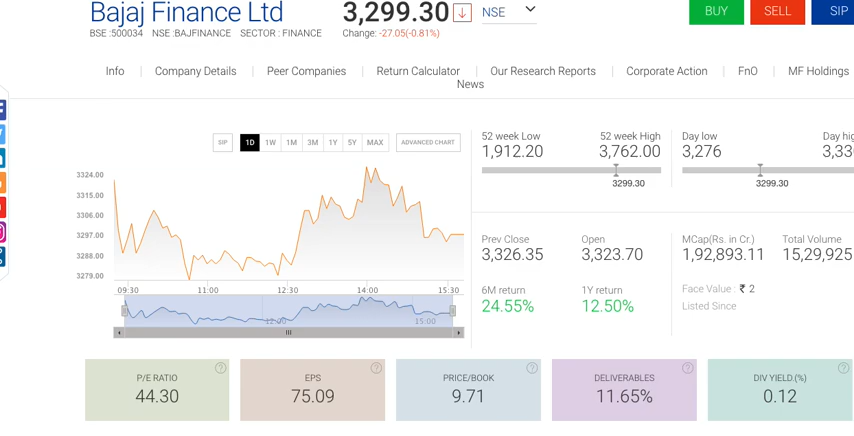 Bajaj Finance Ltd
3,299.30
NSE
BUY
SELL
SIP
BSE :500034 NSE :BAJFINANCE SECTOR : FINANCE
Change: -27.05(-0.81%)
Info
Company Details
Peer Companies
Return Calculator
Our Research Reports
Corporate Action
FnO
MF Holdings
News
SIP
1D
1W
1M
3M
1Y
5Y
MAX
ADVANCED CHART
3324.00
3315.00
3306.00
3297.00
3288.00
3279.00
09:30
11:00
12:30
14:00
15:30
12:00
15:00
52 week Low
52 week High
1,912.20
3,762.00
3299.30
Day low
3,276
3299.30
Prev Close
Open
3,326.35
3,323.70
MCap(Rs. in Cr.)
Total Volume
1,92,893.11
15,29,925
6M return
1Y return
24.55%
12.50%
Face Value : ₹ 2
Listed Since
P/E RATIO
?
44.30
EPS
?
75.09
PRICE/BOOK
?
9.71
DELIVERABLES
?
11.65%
DIV YIELD.(%)
?
0.12